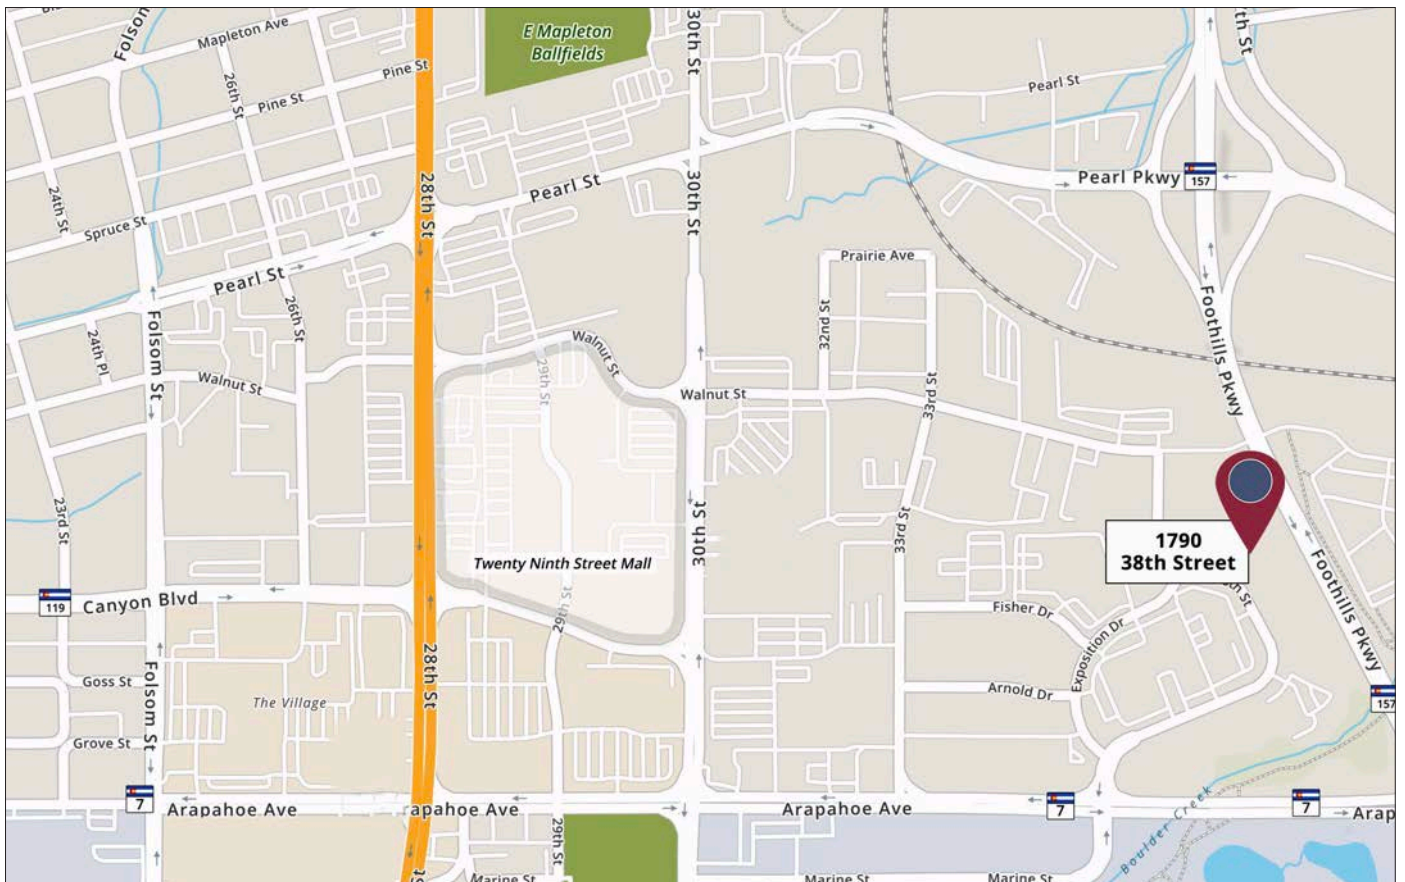 Folsom
Mapleton Ave
E Mapleton
Ballfields
30th St
Pine St
26th St
Pine St
Pearl St
24th St
28th St
Pearl St
30th St
Pearl Pkwy
157
Spruce St
Pearl St
Prairie Ave
26th St
32nd St
Foothills Pkwy
Folsom St
24th Pl
Walnut St
Walnut St
29th St
Walnut St
33rd St
23rd St
30th St
33rd St
1790
38th Street
Twenty Ninth Street Mall
Foothills Pkwy
119
Canyon Blvd
29th St
Fisher Dr
Exposition Dr
Folsom St
Goss St
28th St
The Village
Arnold Dr
157
Grove St
7
Arapahoe Ave
rapahoe Ave
Arapahoe Ave
7
7
Arap
29th St
Boulder Creek
Marine St
Marine St
Marine St